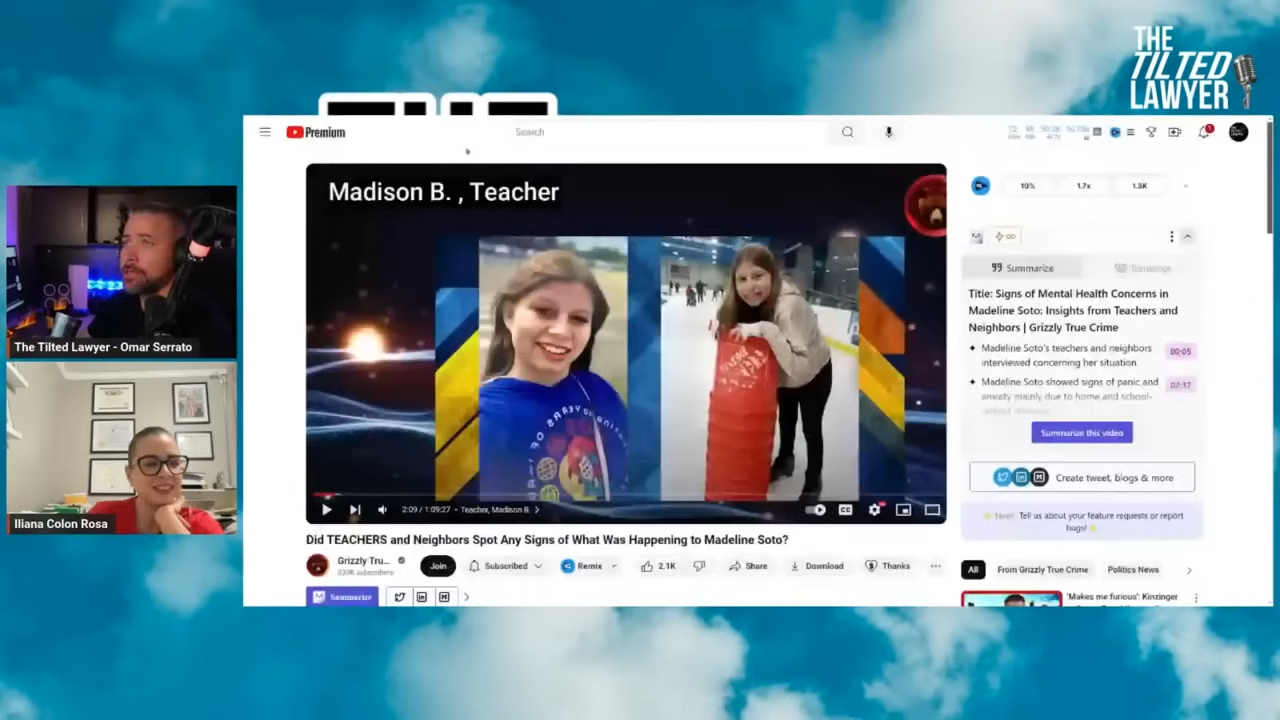 THE
TILTED
LAWYER
Premium
Search
Madison B. , Teacher
10%
1.7x
1.3K
Summarize
Transcript
Title: Signs of Mental Health Concerns in
Madeline Soto: Insights from Teachers and
Neighbors | Grizzly True Crime
Madeline Soto's teachers and neighbors
interviewed concerning her situation.
00:05
Madeline Soto showed signs of panic and
anxiety mainly due to home and school-
02:17
Summarize this video
Create tweet, blogs & more
New! Tell us about your feature requests or report
bugs!
2:09 / 1:09:27 • Teacher, Madison B
Did TEACHERS and Neighbors Spot Any Signs of What Was Happening to Madeline Soto?
Grizzly Tru...
subscribers
Join
Subscribed
Remix
2.1K
Share
Download
Thanks
Summarize
All
From Grizzly True Crime
Politics News
'Makes me furious': Kinzinger
The Tilted Lawyer - Omar Serrato
Iliana Colon Rosa